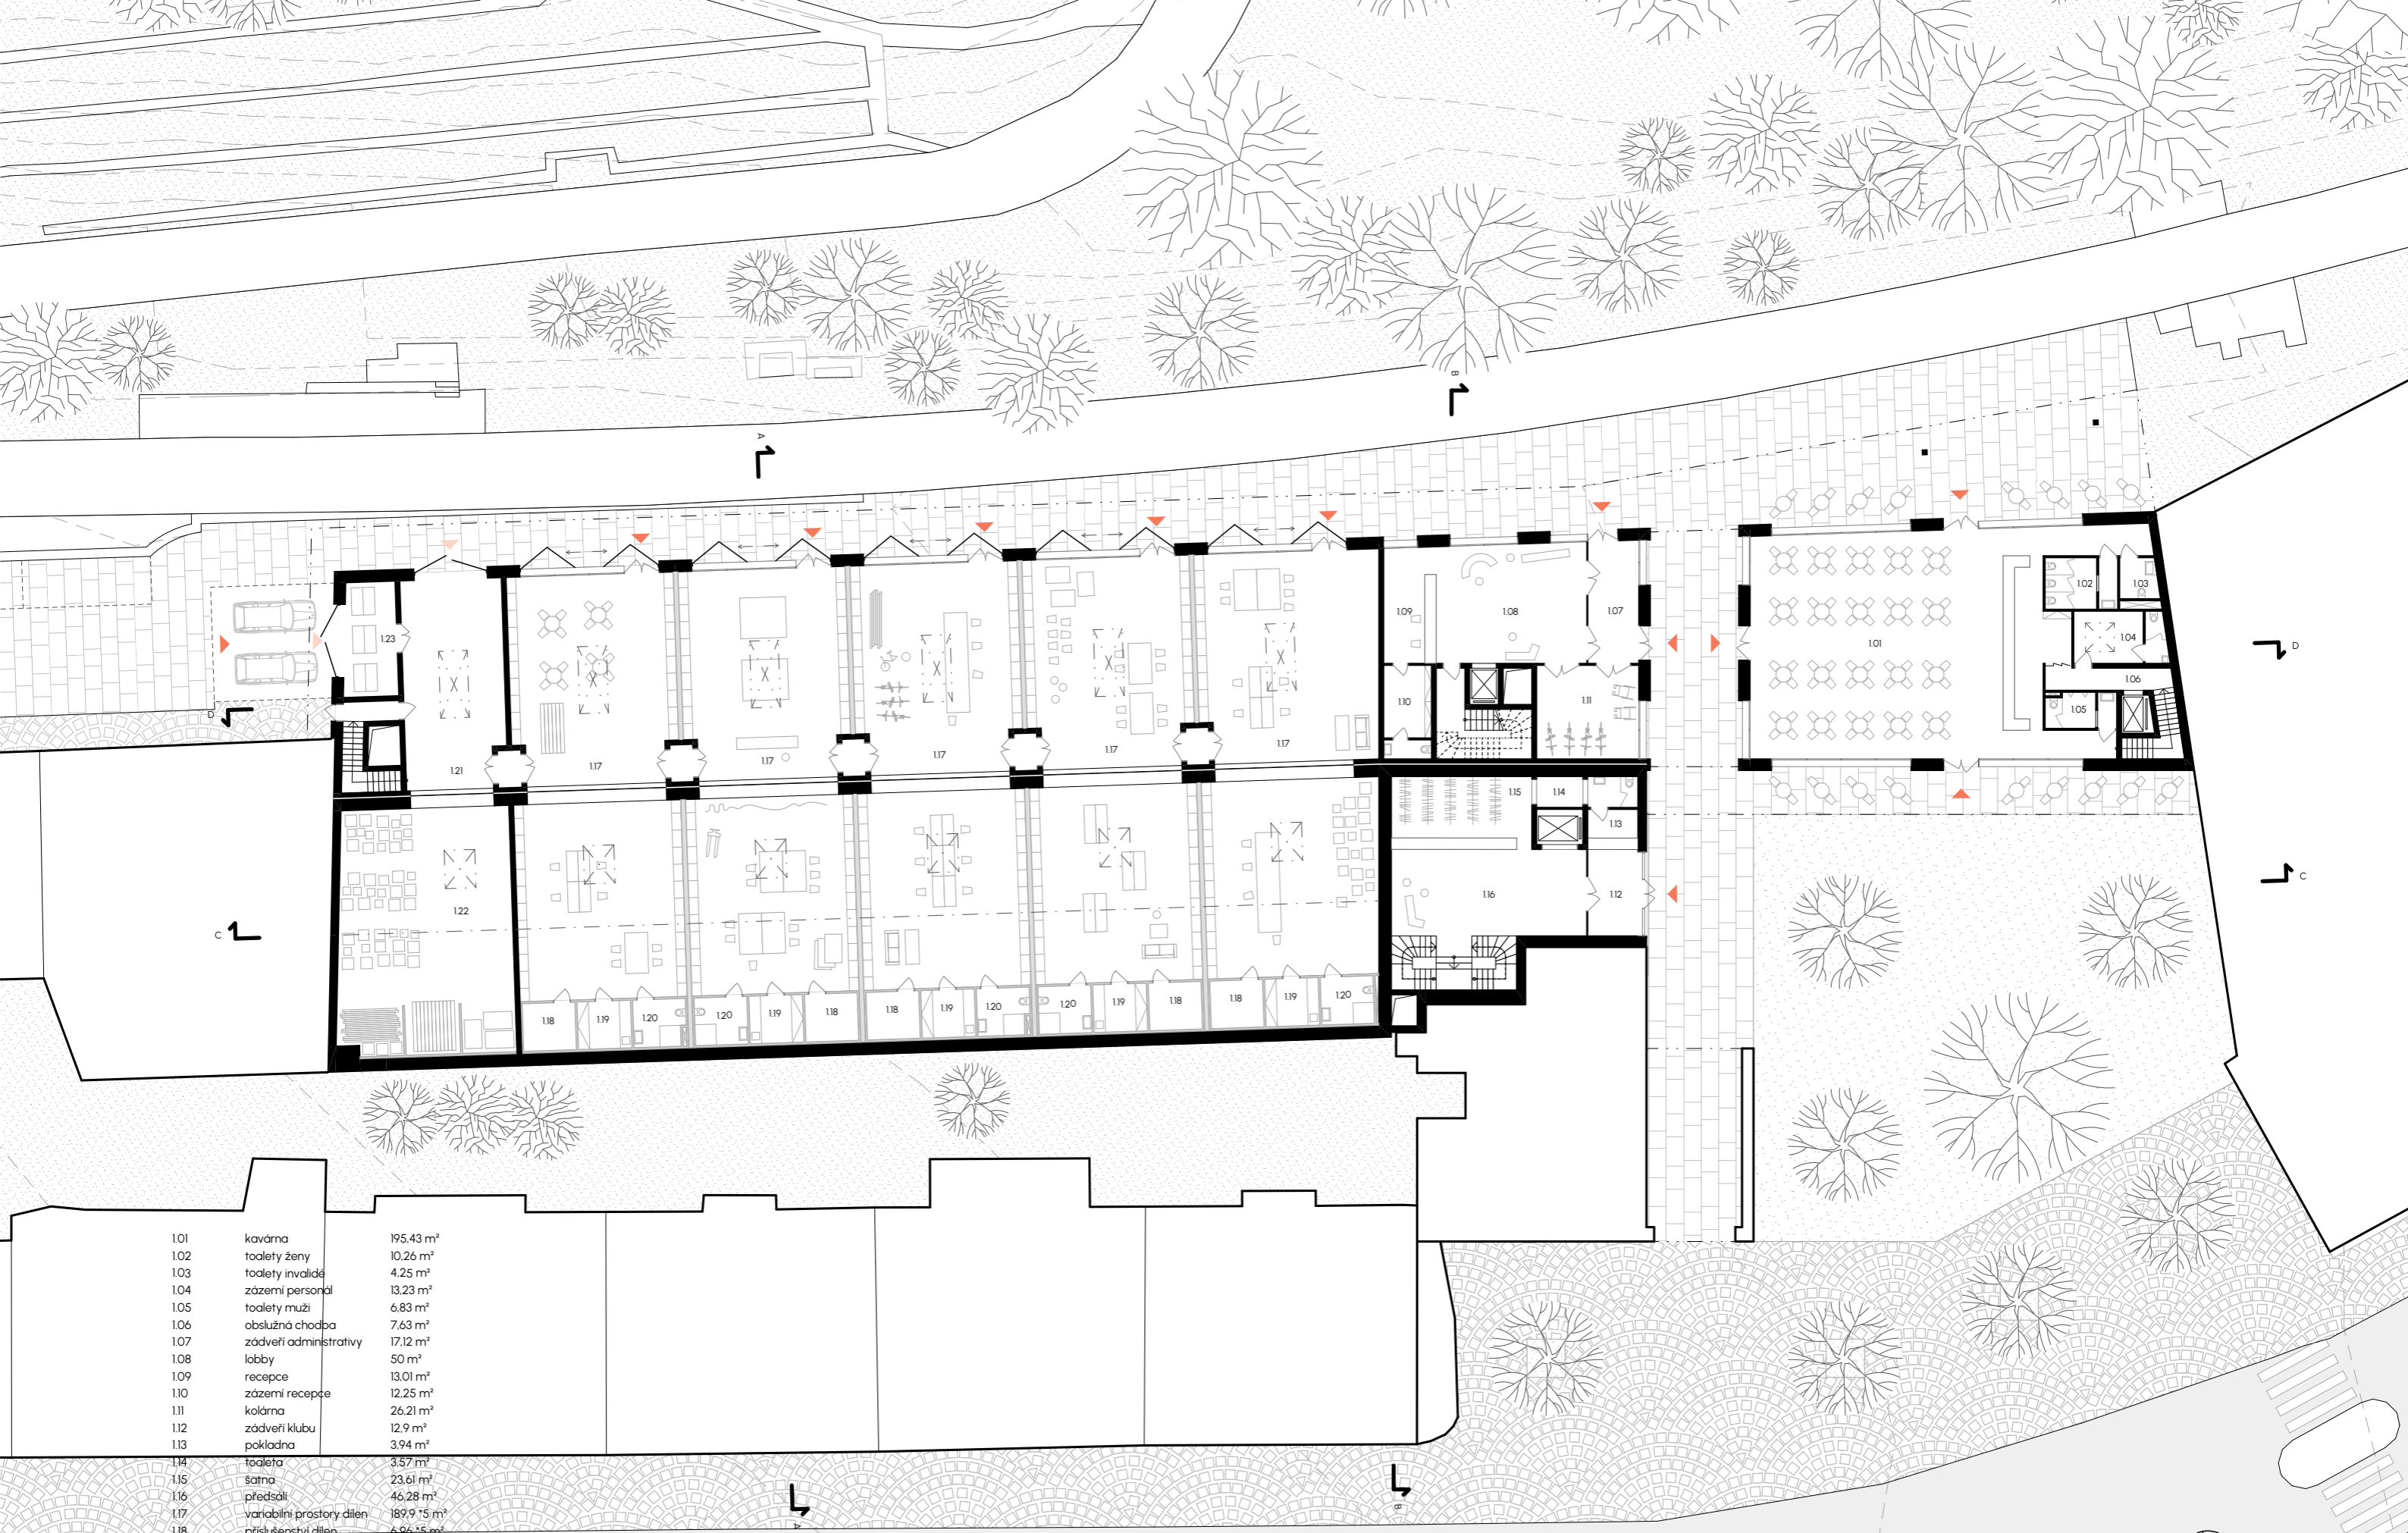 B
A
1.23
1.09
1.08
1.07
1.02
1.03
1.04
1.01
D
1.06
1.10
1.11
1.05
D
1.21
1.17
1.17
1.17
1.17
1.17
1.15
1.14
1.13
C
1.22
1.16
1.12
C
1.18
1.19
1.20
1.20
1.19
1.18
1.18
1.19
1.20
1.20
1.19
1.18
1.18
1.19
1.20
1.01 kavárna 195,43 m²
1.02 toalety ženy 10,26 m²
1.03 toalety invalidé 4,25 m²
1.04 zázemí personál 13,23 m²
1.05 toalety muži 6,83 m²
1.06 obslužná chodba 7,63 m²
1.07 zádveří administrativy 17,12 m²
1.08 lobby 50 m²
1.09 recepce 13,01 m²
1.10 zázemí recepce 12,25 m²
1.11 kolárna 26,21 m²
1.12 zádveří klubu 12,9 m²
1.13 pokladna 3,94 m²
1.14 toaleta 3,57 m²
1.15 šatna 23,61 m²
1.16 předsálí 46,28 m²
1.17 variabilní prostory dílen 189,9 *5 m²
1.18 příslušenství dílen 6,96 *5 m²
B
A